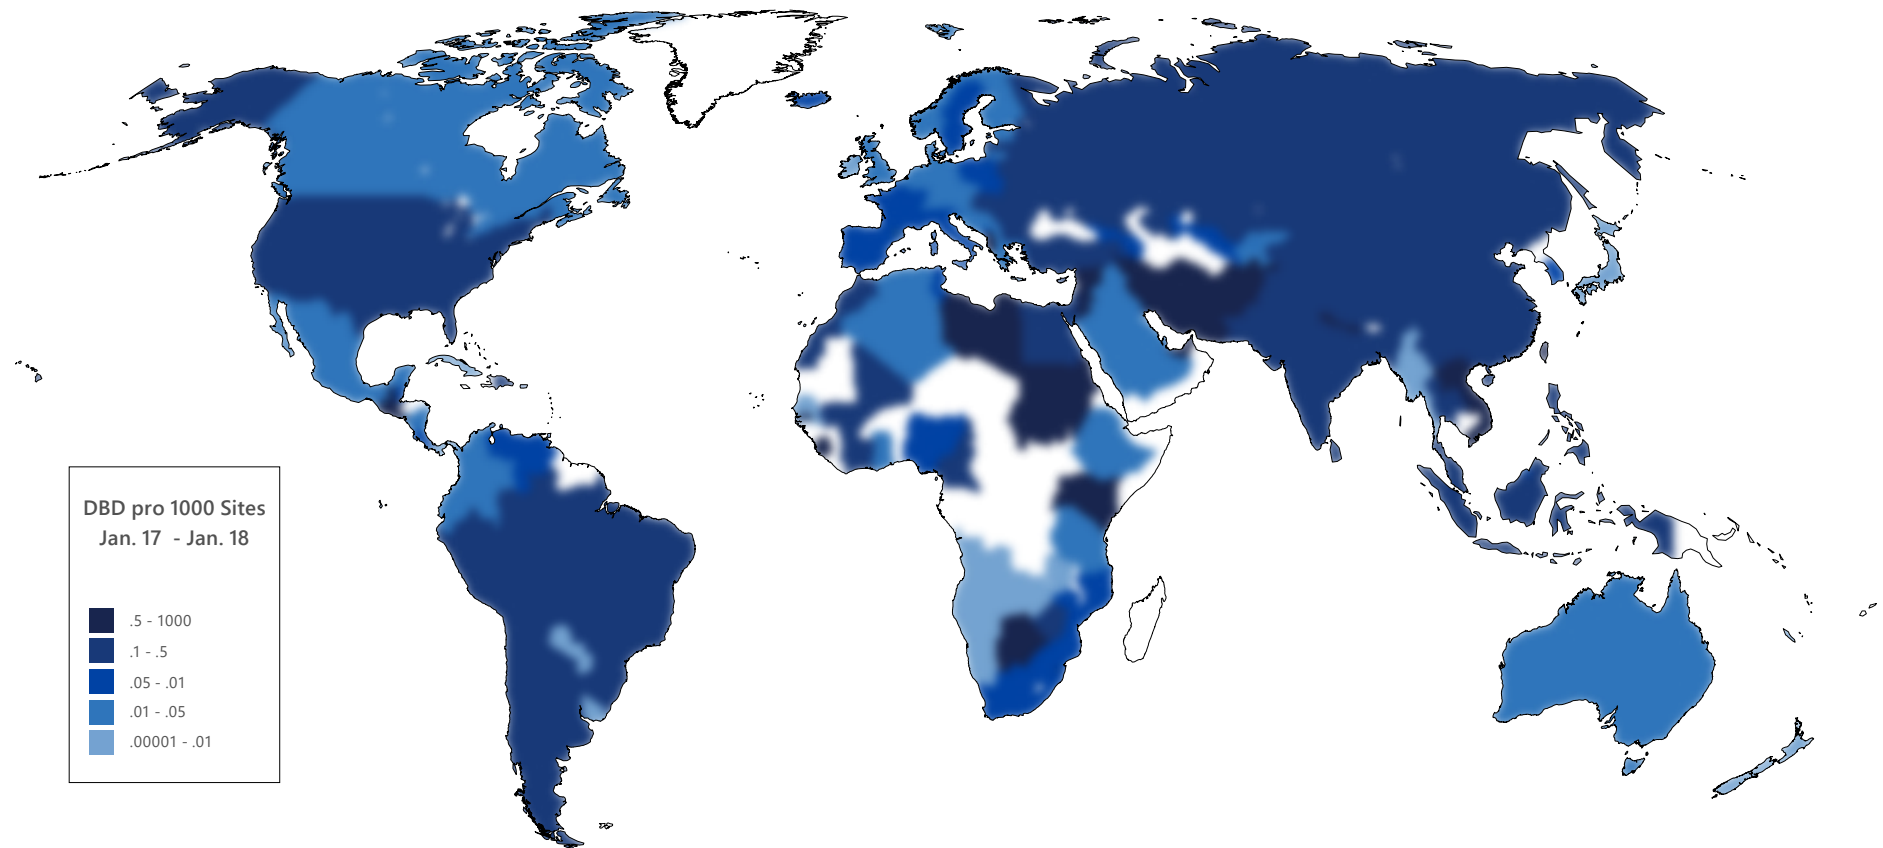 DBD pro 1000 Sites
Jan. 17 - Jan. 18
.5 - 1000
.1 - .5
.05 - .01
.01 - .05
.00001 - .01